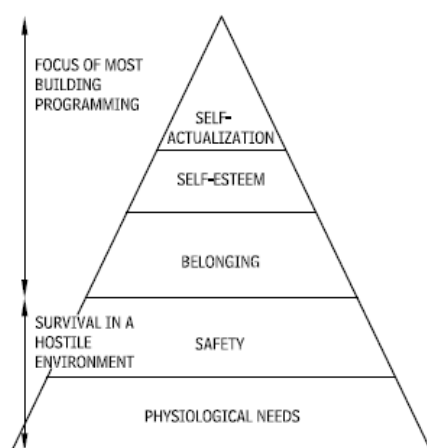 FOCUS OF MOST
BUILDING
PROGRAMMING
SELF-
ACTUALIZATION
SELF-ESTEEM
BELONGING
SURVIVAL IN A
HOSTILE
ENVIRONMENT
SAFETY
PHYSIOLOGICAL NEEDS